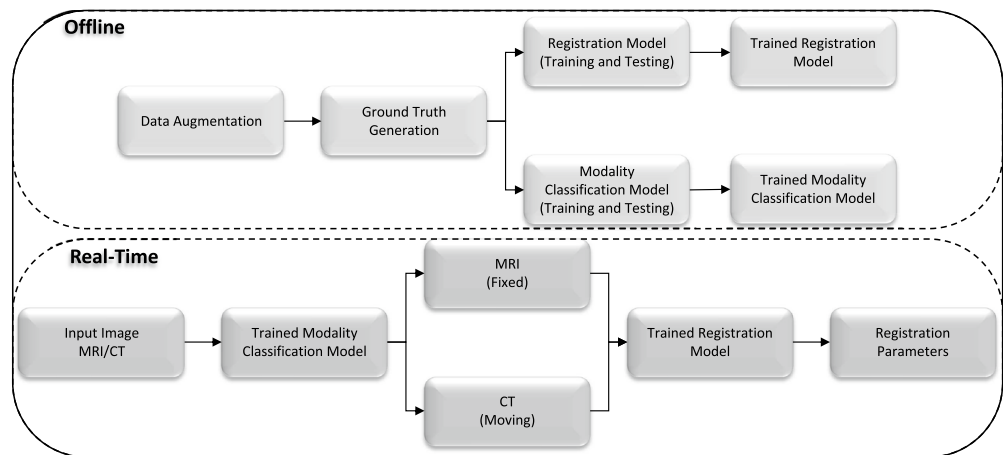 Offline
Data Augmentation
Ground Truth
Generation
Registration Model
(Training and Testing)
Trained Registration
Model
Modality
Classification Model
(Training and Testing)
Trained Modality
Classification Model
Real-Time
Input Image
MRI/CT
Trained Modality
Classification Model
MRI
(Fixed)
CT
(Moving)
Trained Registration
Model
Registration
Parameters